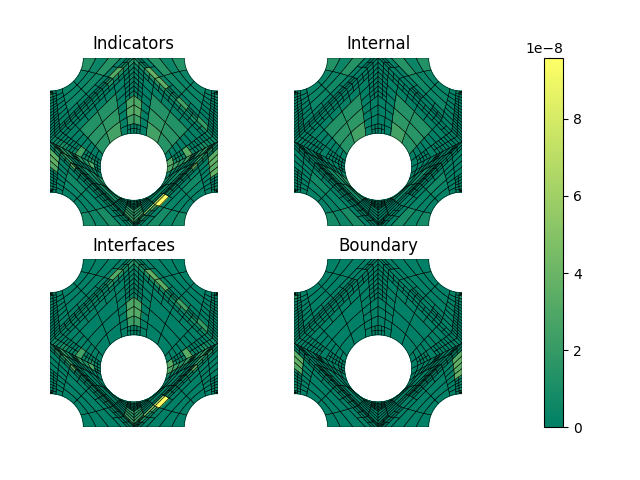 Indicators
Internal
1e−8
8
6
Interfaces
Boundary
4
2
0